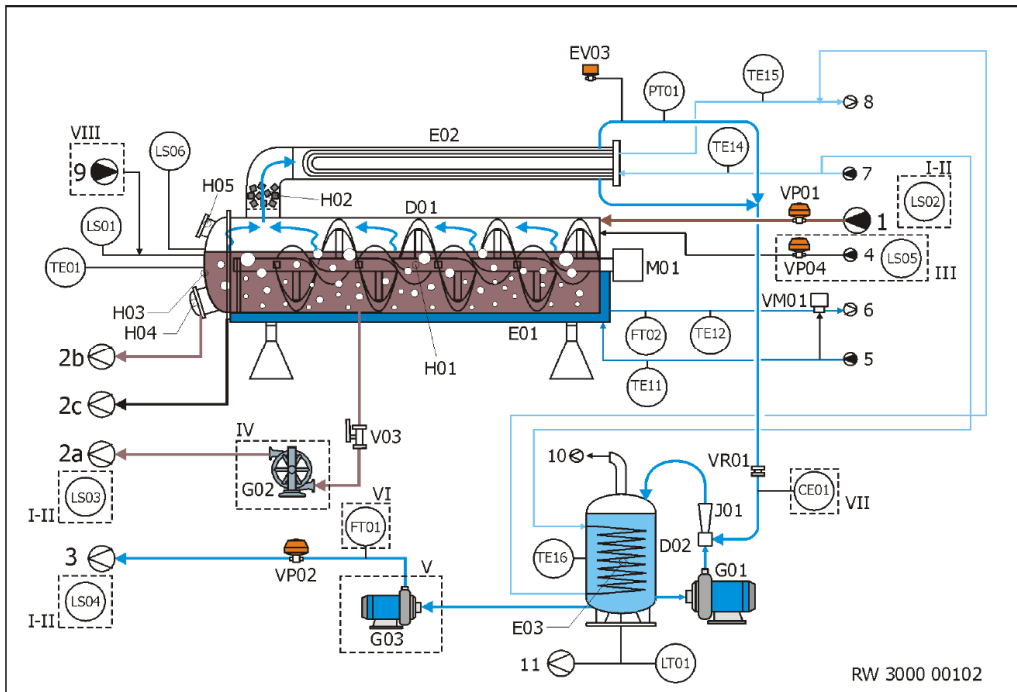 EV03
PT01
TE15
8
E02
VIII
LS06
9
TE14
7
I-II
H05
H02
VP01
LS02
D01
1
LS01
VP04
4
LS05
TE01
M01
III
H03
VM01
H04
E01
6
FT02
TE12
2b
H01
5
TE11
2c
IV
V03
2a
10
VR01
G02
VI
J01
CE01
VII
LS03
I-II
FT01
D02
3
TE16
G01
VP02
V
LS04
I-II
G03
E03
11
LT01
RW 3000 00102